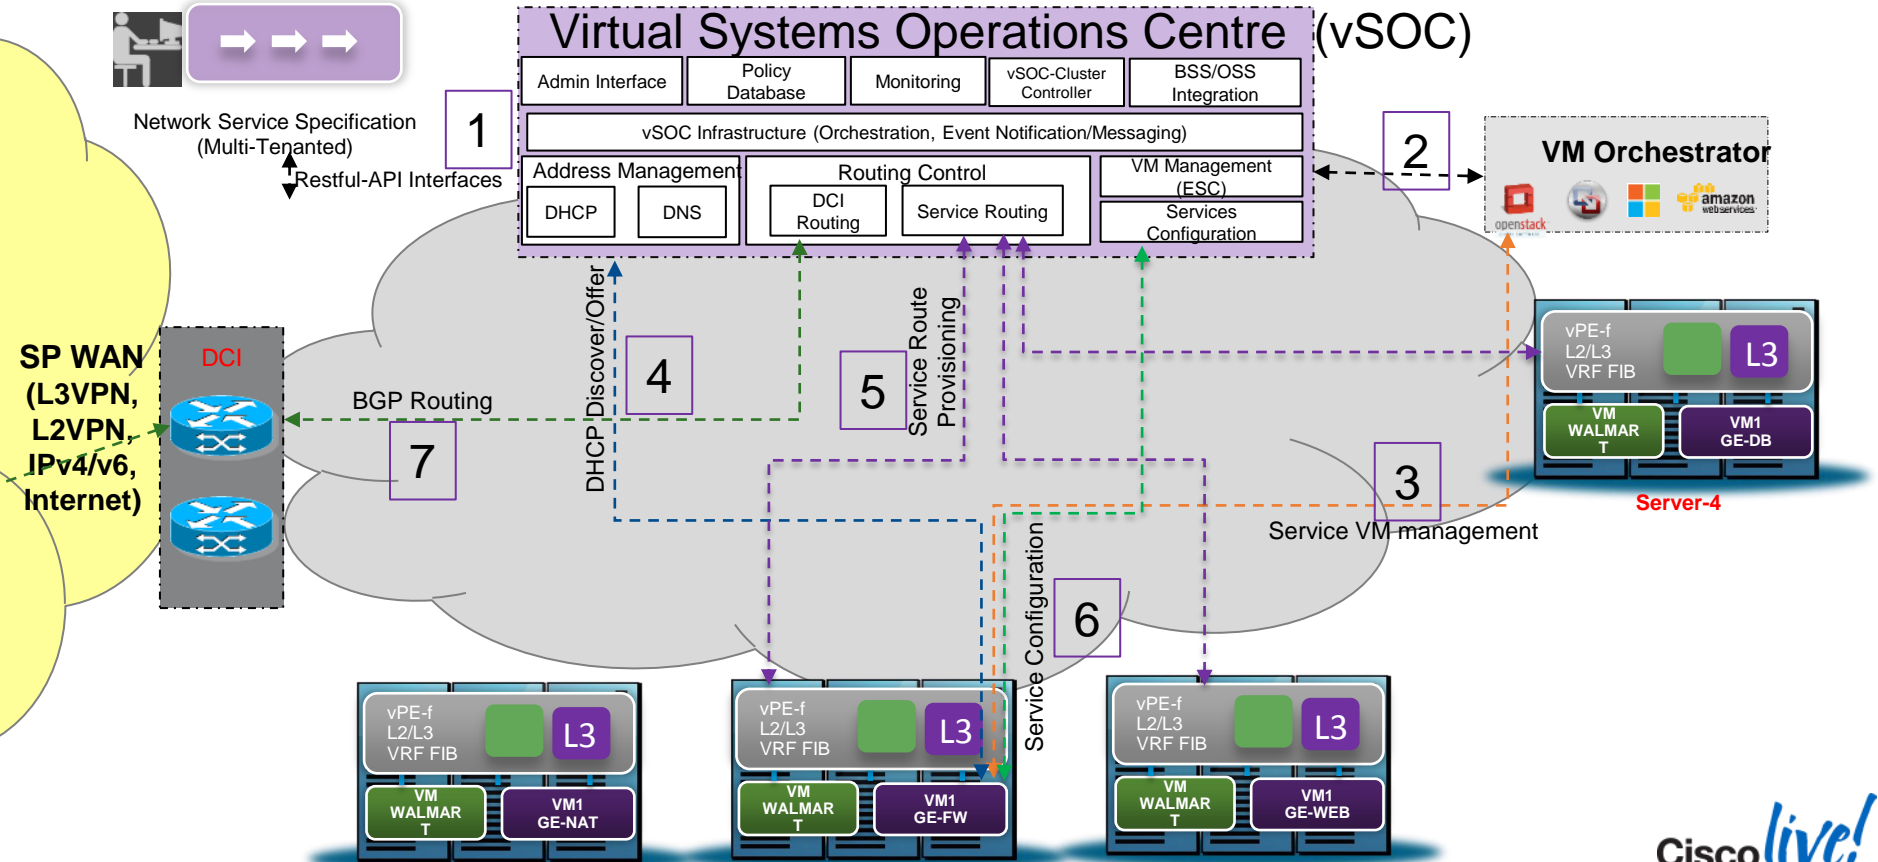 Virtual Systems Operations Centre (vSOC)
Admin Interface
Policy
Database
Monitoring
vSOC-Cluster
Controller
BSS/OSS
Integration
1
Network Service Specification
(Multi-Tenanted)
Restful-API Interfaces
vSOC Infrastructure (Orchestration, Event Notification/Messaging)
Address Management
DHCP
DNS
Routing Control
DCI
Routing
Service Routing
VM Management
(ESC)
Services
Configuration
2
VM Orchestrator
openstack
amazon
webservices
SP WAN
(L3VPN,
L2VPN,
IPv4/v6,
Internet)
DCI
BGP Routing
7
DHCP Discover/Offer
4
5
Service Route
Provisioning
3
Service VM management
Service Configuration
6
vPE-f
L2/L3
VRF FIB
L3
VM
WALMAR
T
VM1
GE-DB
Server-4
vPE-f
L2/L3
VRF FIB
L3
VM
WALMAR
T
VM1
GE-NAT
vPE-f
L2/L3
VRF FIB
L3
VM
WALMAR
T
VM1
GE-FW
vPE-f
L2/L3
VRF FIB
L3
VM
WALMAR
T
VM1
GE-WEB
Cisco live!